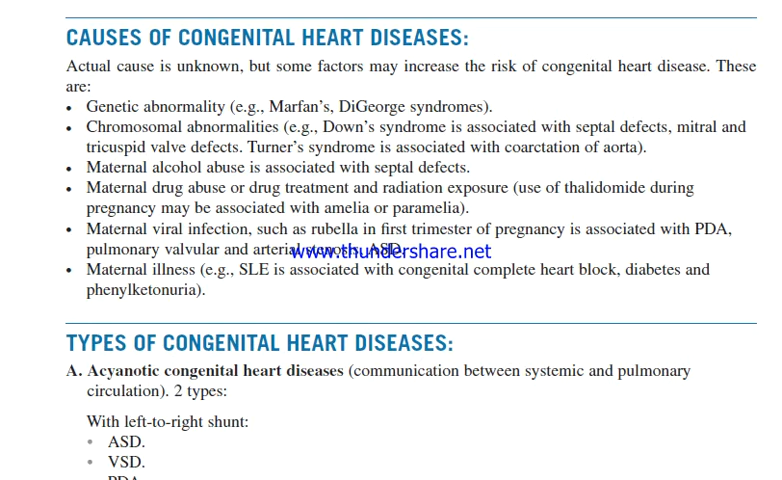 CAUSES OF CONGENITAL HEART DISEASES:
Actual cause is unknown, but some factors may increase the risk of congenital heart disease. These
are:
• Genetic abnormality (e.g., Marfan's, DiGeorge syndromes).
• Chromosomal abnormalities (e.g., Down's syndrome is associated with septal defects, mitral and
tricuspid valve defects. Turner's syndrome is associated with coarctation of aorta).
• Maternal alcohol abuse is associated with septal defects.
• Maternal drug abuse or drug treatment and radiation exposure (use of thalidomide during
pregnancy may be associated with amelia or paramelia).
• Maternal viral infection, such as rubella in first trimester of pregnancy is associated with PDA,
pulmonary valvular and arterial stenosis, ASD.
www.thundershare.net
• Maternal illness (e.g., SLE is associated with congenital complete heart block, diabetes and
phenylketonuria).
TYPES OF CONGENITAL HEART DISEASES:
A. Acyanotic congenital heart diseases (communication between systemic and pulmonary
circulation). 2 types:
With left-to-right shunt:
• ASD.
• VSD.
PDA